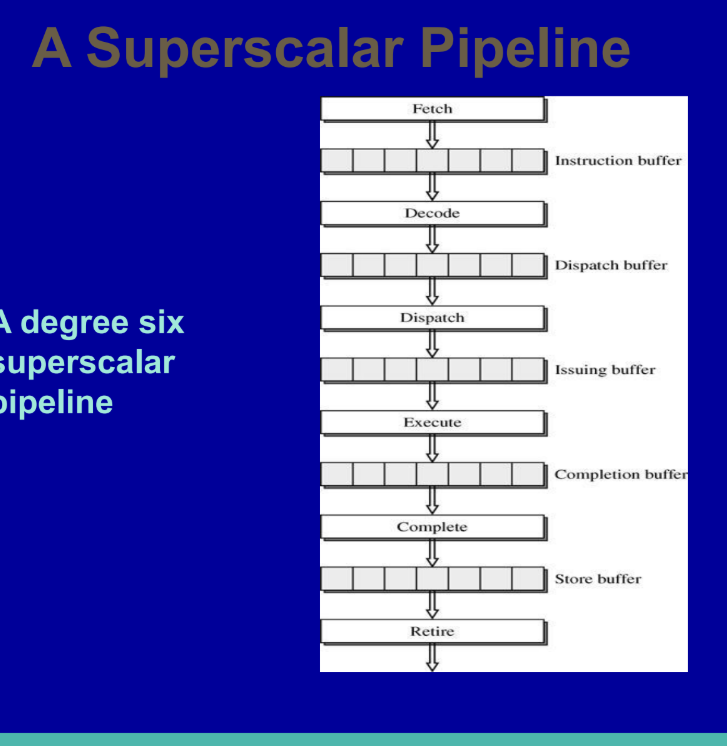 A Superscalar Pipeline
Fetch
Instruction buffer
Decode
Dispatch buffer
A degree six
superscalar
pipeline
Dispatch
Issuing buffer
Execute
Completion buffer
Complete
Store buffer
Retire